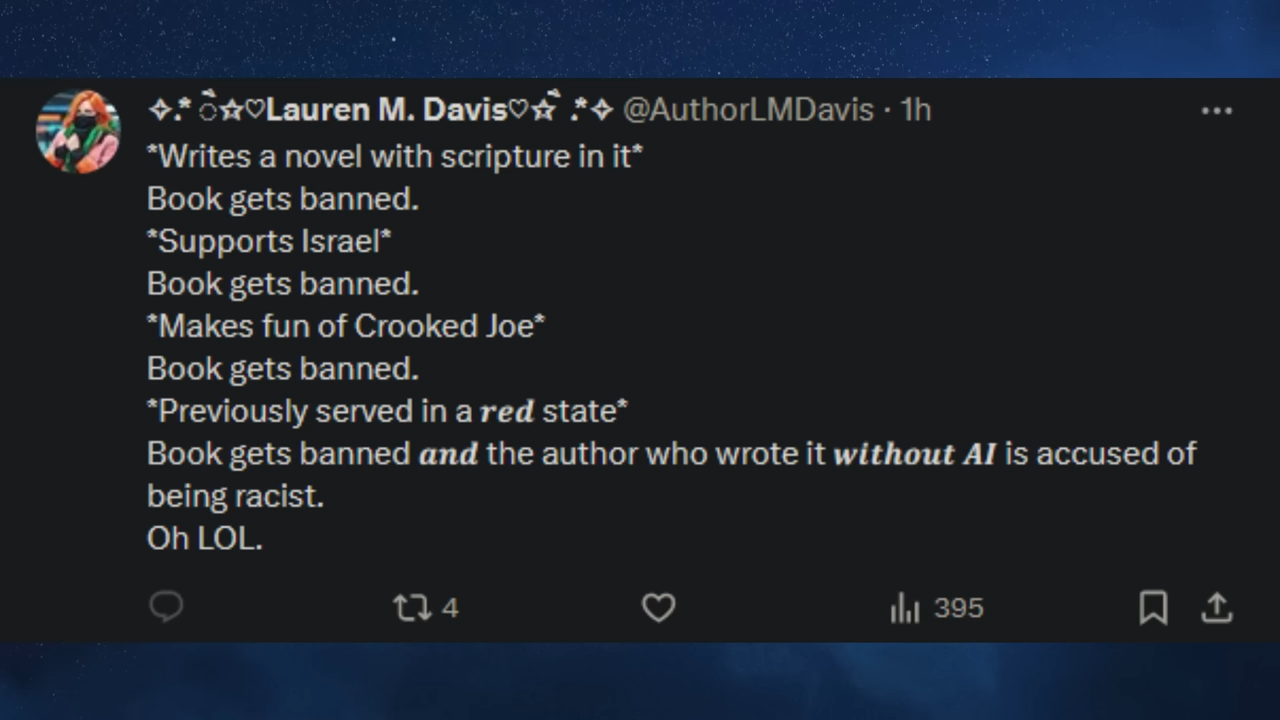 ✧.* ੈ☆♡Lauren M. Davis♡☆ ੈ .*✧ @AuthorLMDavis · 1h
*Writes a novel with scripture in it*
Book gets banned.
*Supports Israel*
Book gets banned.
*Makes fun of Crooked Joe*
Book gets banned.
*Previously served in a red state*
Book gets banned and the author who wrote it without AI is accused of
being racist.
Oh LOL.
4 395